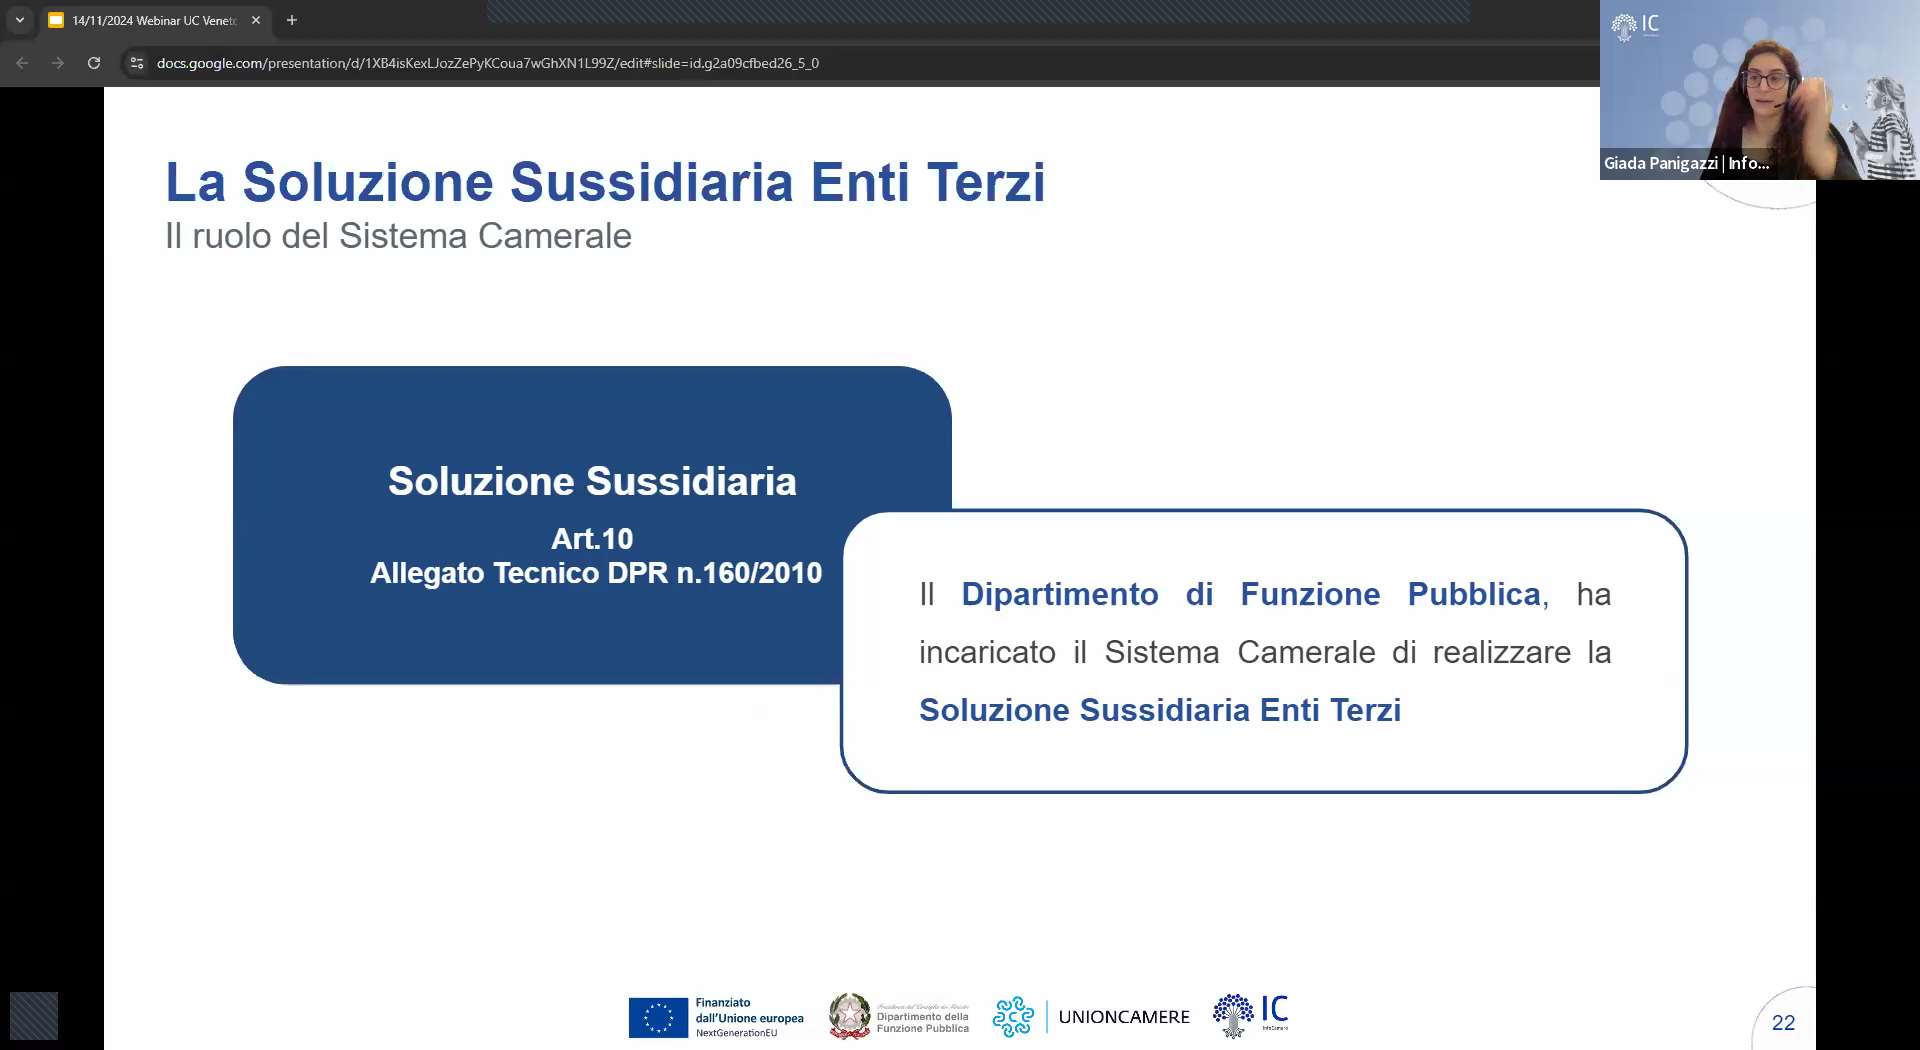 14/11/2024 Webinar UC Venet
docs.google.com/presentation/d/1XB4isKexLJozZePyKCoua7wGhXN1L99Z/edit#slide=id.g2a09cfbed26_5_0
IC
Giada Panigazzi | Info...
La Soluzione Sussidiaria Enti Terzi
Il ruolo del Sistema Camerale
Soluzione Sussidiaria
Art.10
Allegato Tecnico DPR n.160/2010
Il Dipartimento di Funzione Pubblica, ha
incaricato il Sistema Camerale di realizzare la
Soluzione Sussidiaria Enti Terzi
Finanziato
dall'Unione europea
NextGenerationEU
Presidenza del Consiglio dei Ministri
Dipartimento della
Funzione Pubblica
UNIONCAMERE
IC
InfoCamere
22